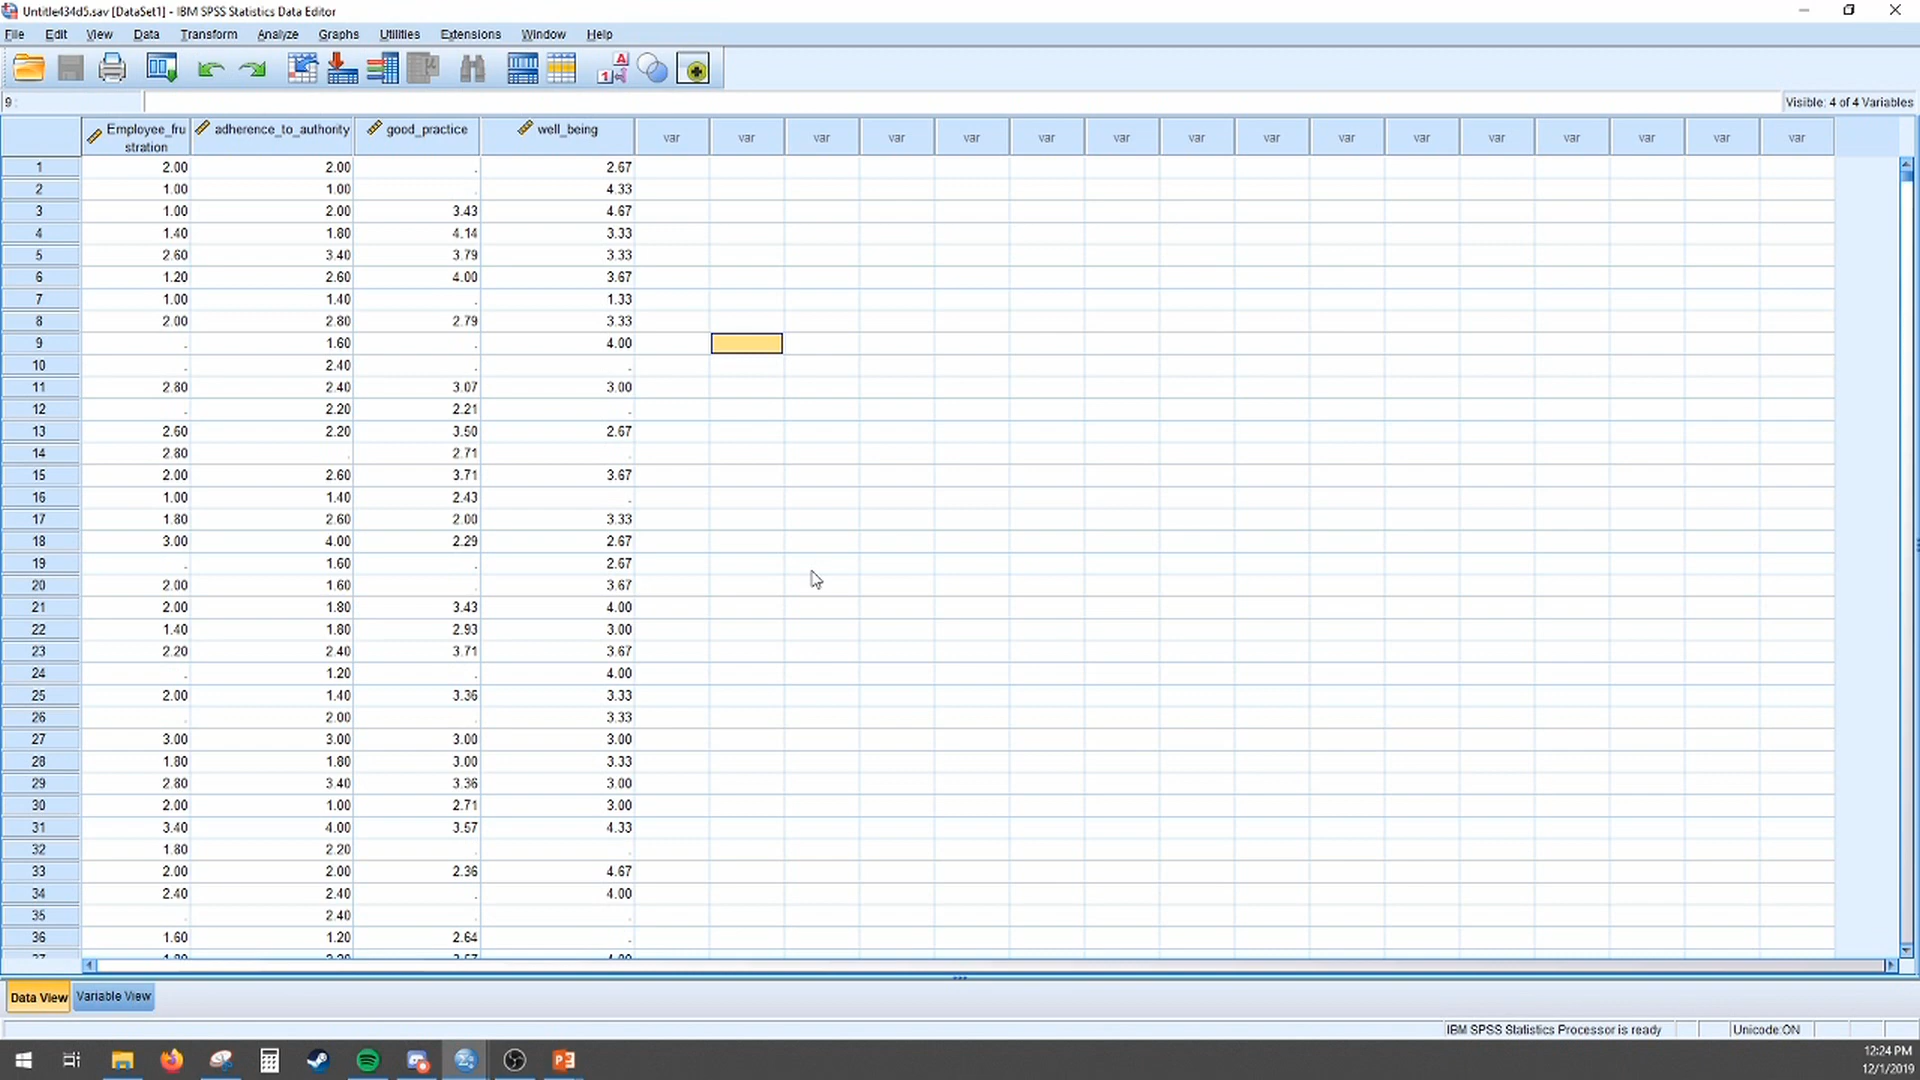 Untitle434d5.sav [DataSet1] - IBM SPSS Statistics Data Editor
File Edit View Data Transform Analyze Graphs Utilities Extensions Window Help
9 :
Visible: 4 of 4 Variables
Employee_fru
stration adherence_to_authority good_practice well_being var var var var var var var var var var var var var var var var
1 2.00 2.00 . 2.67
2 1.00 1.00 . 4.33
3 1.00 2.00 3.43 4.67
4 1.40 1.80 4.14 3.33
5 2.60 3.40 3.79 3.33
6 1.20 2.60 4.00 3.67
7 1.00 1.40 . 1.33
8 2.00 2.80 2.79 3.33
9 . 1.60 . 4.00
10 . 2.40 . .
11 2.80 2.40 3.07 3.00
12 . 2.20 2.21 .
13 2.60 2.20 3.50 2.67
14 2.80 . 2.71 .
15 2.00 2.60 3.71 3.67
16 1.00 1.40 2.43 .
17 1.80 2.60 2.00 3.33
18 3.00 4.00 2.29 2.67
19 . 1.60 . 2.67
20 2.00 1.60 . 3.67
21 2.00 1.80 3.43 4.00
22 1.40 1.80 2.93 3.00
23 2.20 2.40 3.71 3.67
24 . 1.20 . 4.00
25 2.00 1.40 3.36 3.33
26 . 2.00 . 3.33
27 3.00 3.00 3.00 3.00
28 1.80 1.80 3.00 3.33
29 2.80 3.40 3.36 3.00
30 2.00 1.00 2.71 3.00
31 3.40 4.00 3.57 4.33
32 1.80 2.20 . .
33 2.00 2.00 2.36 4.67
34 2.40 2.40 . 4.00
35 . 2.40 . .
36 1.60 1.20 2.64 .
37
Data View Variable View
IBM SPSS Statistics Processor is ready Unicode:ON
12:24 PM
12/1/2019